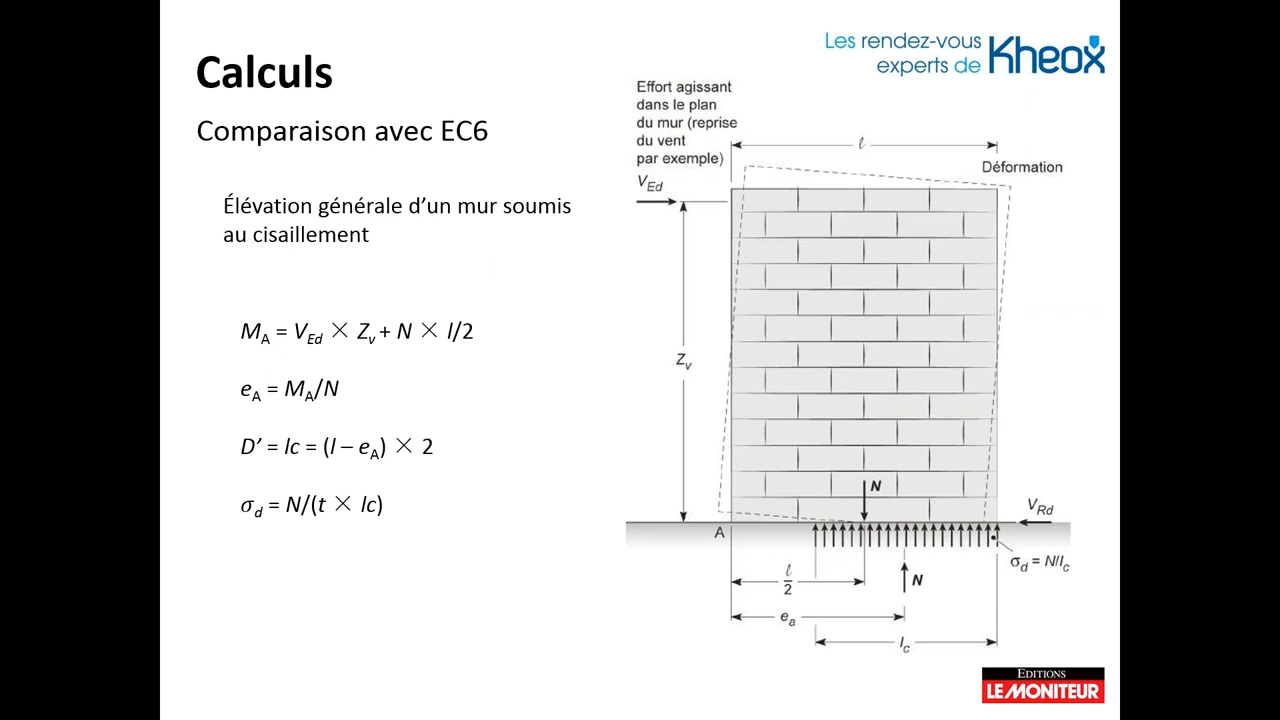 Les rendez-vous
experts de Kheox
Calculs
Comparaison avec EC6
Élévation générale d'un mur soumis
au cisaillement
M_A = V_Ed × Z_v + N × l/2
e_A = M_A/N
D' = lc = (l – e_A) × 2
σ_d = N/(t × lc)
Effort agissant
dans le plan
du mur (reprise
du vent
par exemple)
V_Ed
ℓ
Déformation
Z_v
N
V_Rd
A
σ_d = N/l_c
ℓ/2
N
e_a
l_c
EDITIONS
LE MONITEUR